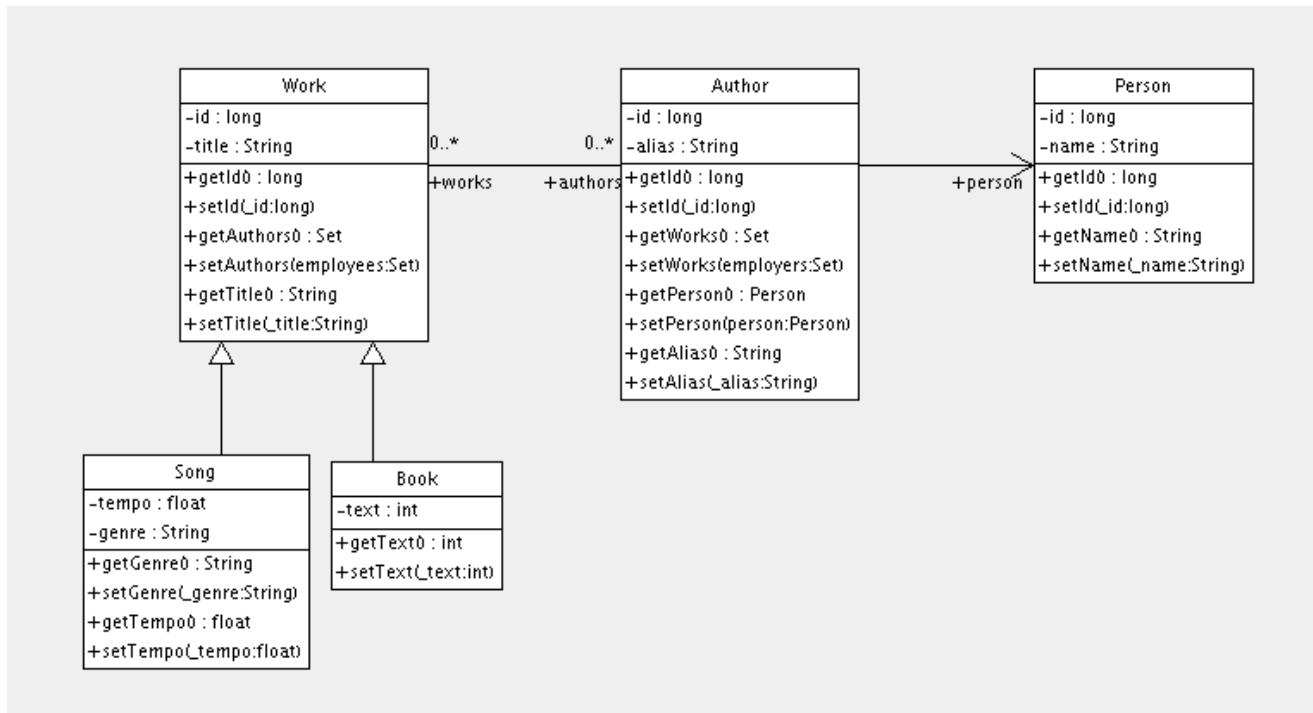 Work
-id : long
-title : String
+getId() : long
+setId(_id:long)
+getAuthors() : Set
+setAuthors(employees:Set)
+getTitle() : String
+setTitle(_title:String)
0..*
0..*
+works
+authors
Author
-id : long
-alias : String
+getId() : long
+setId(_id:long)
+getWorks() : Set
+setWorks(employers:Set)
+getPerson() : Person
+setPerson(person:Person)
+getAlias() : String
+setAlias(_alias:String)
+person
Person
-id : long
-name : String
+getId() : long
+setId(_id:long)
+getName() : String
+setName(_name:String)
Song
-tempo : float
-genre : String
+getGenre() : String
+setGenre(_genre:String)
+getTempo() : float
+setTempo(_tempo:float)
Book
-text : int
+getText() : int
+setText(_text:int)